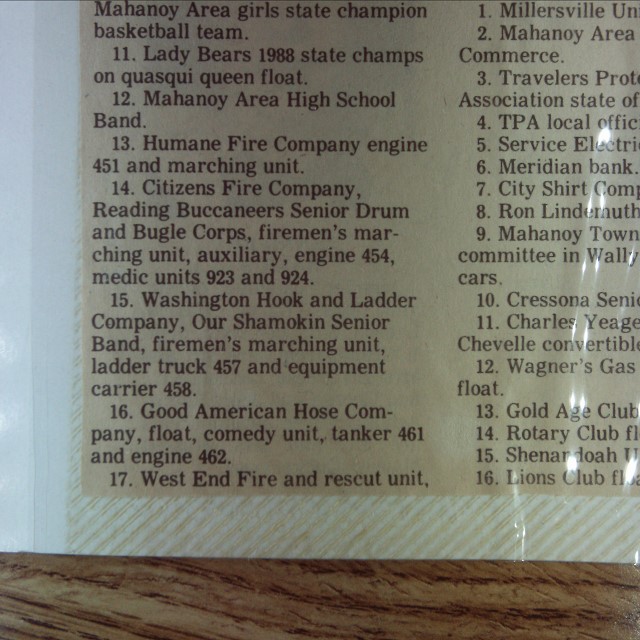 Mahanoy Area girls state champion
basketball team.
11. Lady Bears 1988 state champs
on quasqui queen float.
12. Mahanoy Area High School
Band.
13. Humane Fire Company engine
451 and marching unit.
14. Citizens Fire Company,
Reading Buccaneers Senior Drum
and Bugle Corps, firemen's mar-
ching unit, auxiliary, engine 454,
medic units 923 and 924.
15. Washington Hook and Ladder
Company, Our Shamokin Senior
Band, firemen's marching unit,
ladder truck 457 and equipment
carrier 458.
16. Good American Hose Com-
pany, float, comedy unit, tanker 461
and engine 462.
17. West End Fire and rescut unit,
1. Millersville
2. Mahanoy Area
Commerce.
3. Travelers
Association state of
4. TPA local
5. Service
6. Meridian bank.
7. City Shirt
8. Ron Lindemuth
9. Mahanoy
committee in Wally
cars.
10. Cressona
11. Charles
Chevelle
12. Wagner's Gas
float.
13. Gold Age Club
14. Rotary Club
15. Shenandoah
16. Lions Club